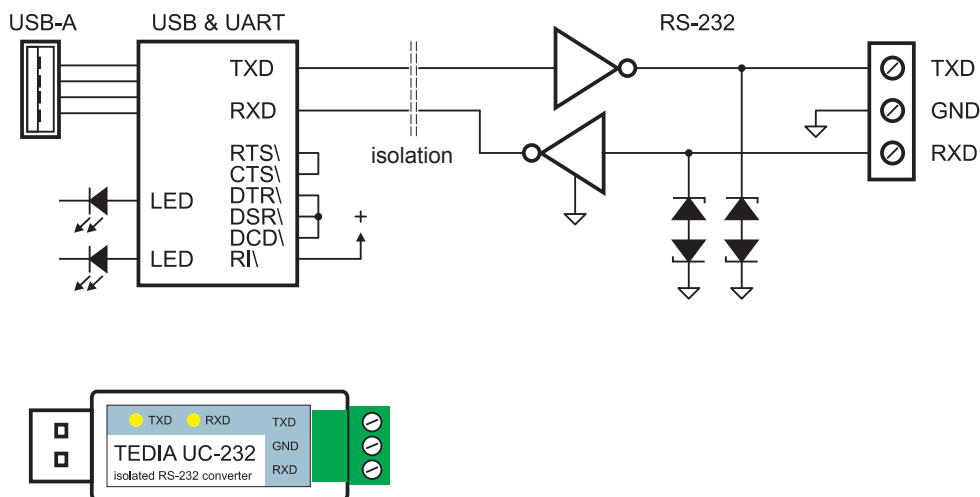 USB-A USB & UART RS-232
TXD TXD
RXD GND
isolation RXD
RTS\
CTS\
LED DTR\
DSR\ +
DCD\
LED RI\
TXD RXD TXD
TEDIA UC-232 GND
isolated RS-232 converter RXD